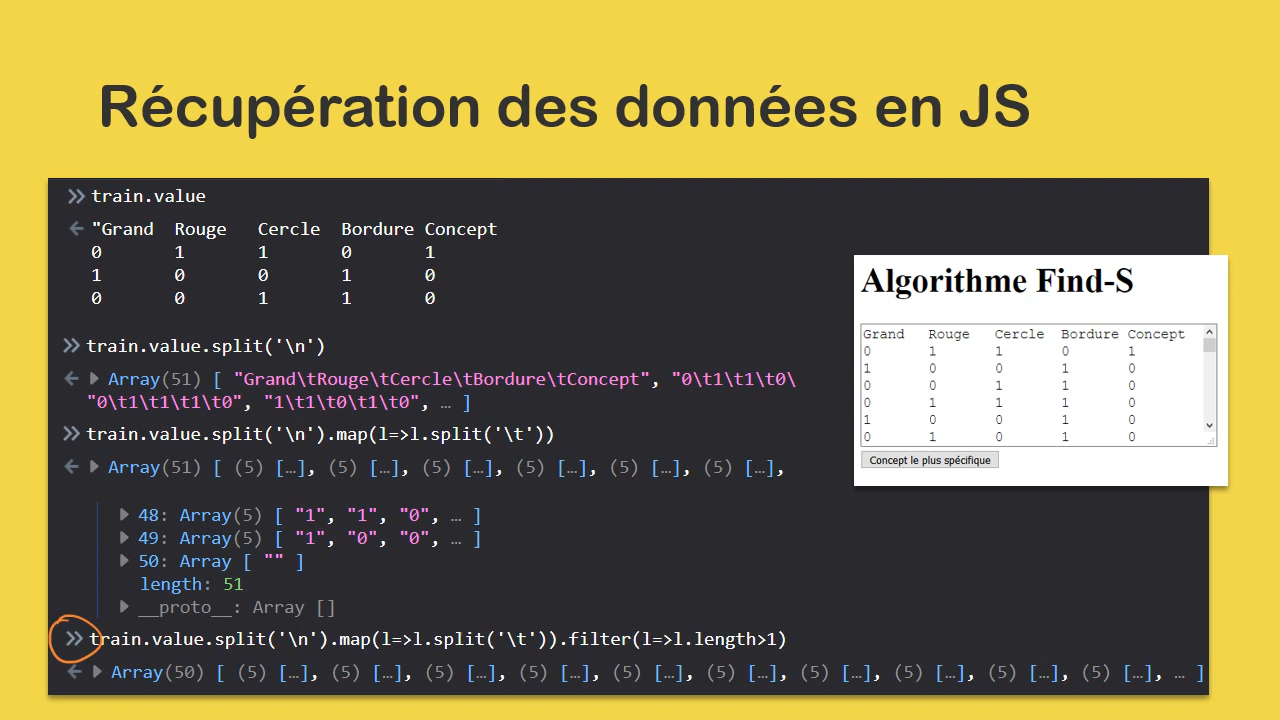 Récupération des données en JS
train.value
"Grand Rouge Cercle Bordure Concept
0 1 1 0 1
1 0 0 1 0
0 0 1 1 0
train.value.split('\n')
Array(51) [ "Grand\tRouge\tCercle\tBordure\tConcept", "0\t1\t1\t0\
"0\t1\t1\t1\t0", "1\t1\t0\t1\t0", … ]
train.value.split('\n').map(l=>l.split('\t'))
Array(51) [ (5) […], (5) […], (5) […], (5) […], (5) […], (5) […],
48: Array(5) [ "1", "1", "0", … ]
49: Array(5) [ "1", "0", "0", … ]
50: Array [ "" ]
length: 51
__proto__: Array []
train.value.split('\n').map(l=>l.split('\t')).filter(l=>l.length>1)
Array(50) [ (5) […], (5) […], (5) […], (5) […], (5) […], (5) […], (5) […], (5) […], (5) […], (5) […], … ]
Algorithme Find-S
Grand Rouge Cercle Bordure Concept
0 1 1 0 1
1 0 0 1 0
0 0 1 1 0
0 1 1 1 0
1 0 0 1 0
0 1 0 1 0
Concept le plus spécifique